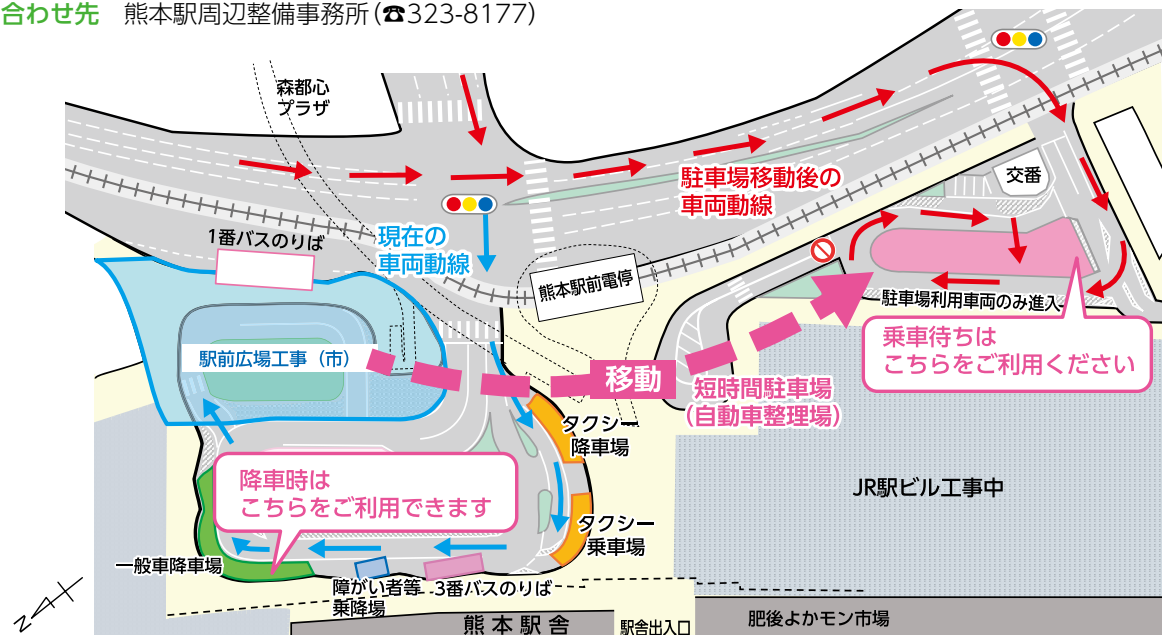 合わせ先 熊本駅周辺整備事務所(☎323-8177)
森都心
プラザ
駐車場移動後の
車両動線
交番
1番バスのりば
現在の
車両動線
熊本駅前電停
駐車場利用車両のみ進入
乗車待ちは
こちらをご利用ください
駅前広場工事（市）
移動
短時間駐車場
（自動車整理場）
タクシー
降車場
降車時は
こちらをご利用できます
JR駅ビル工事中
タクシー
乗車場
一般車降車場
障がい者等
乗降場
3番バスのりば
N
熊本駅舎
駅舎出入口
肥後よかモン市場